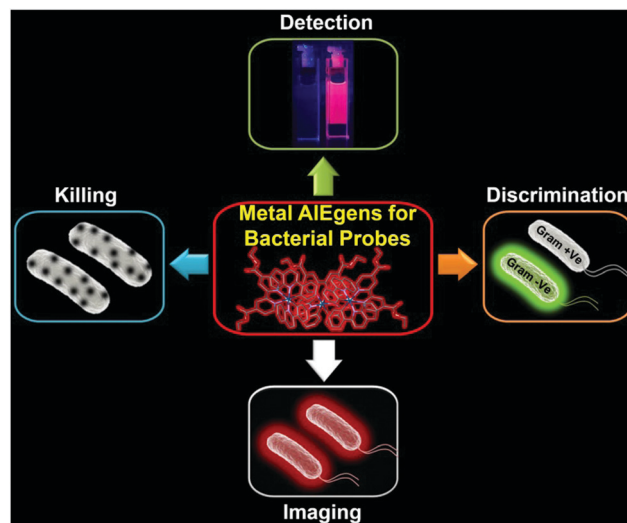 Detection
Killing
Discrimination
Metal AIEgens for
Bacterial Probes
Gram +Ve
Gram -Ve
Imaging